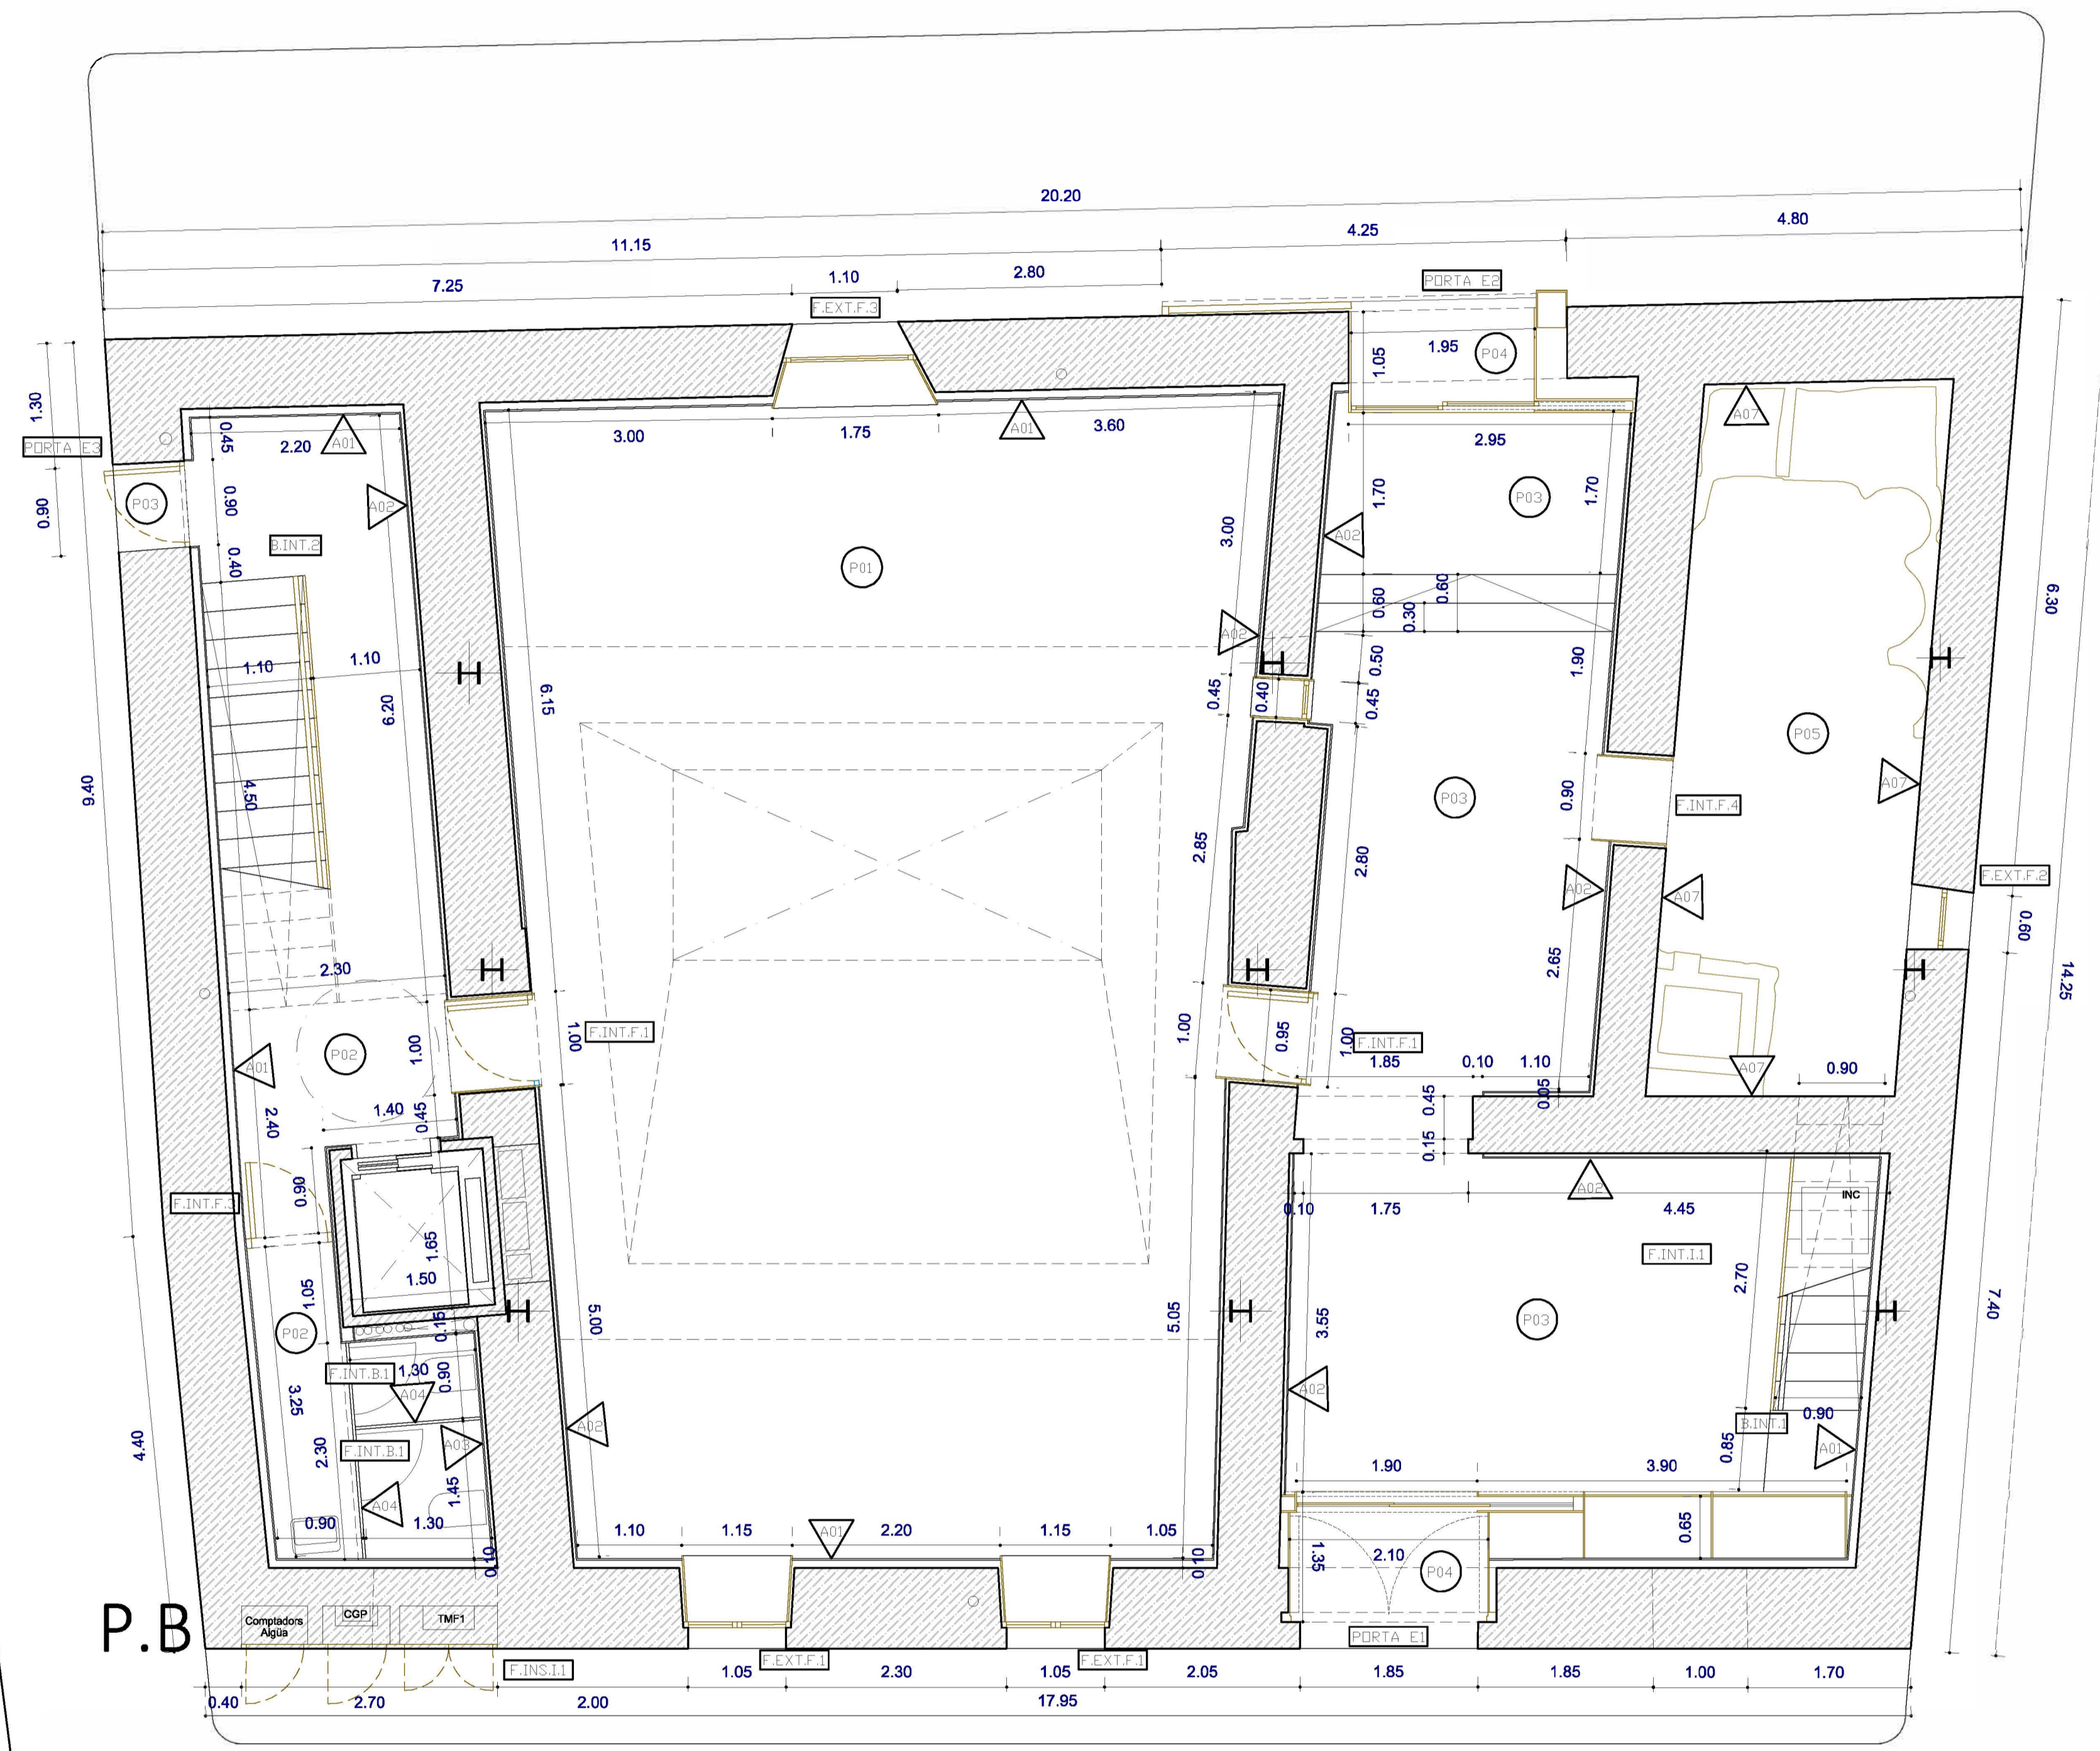 20.20
11.15
4.25
4.80
7.25
1.10
2.80
F.EXT.F.3
PORTA E2
1.30
PORTA E3
0.90
P03
0.45
2.20
A01
A02
0.90
B.INT.2
0.40
3.00
1.75
A01
3.60
1.05
1.95
P04
2.95
A07
1.70
P03
1.70
3.00
A02
P01
A02
0.60
0.30
0.60
6.30
1.10
1.10
6.20
6.15
0.45
0.40
0.50
0.45
1.90
P05
9.40
4.50
P03
0.90
F.INT.F.4
A07
2.85
2.80
A02
A07
F.EXT.F.2
0.60
2.30
2.65
14.25
P02
1.00
1.00
F.INT.F.1
1.00
0.95
1.00
F.INT.F.1
A01
1.85
0.10
1.10
0.05
A07
0.90
2.40
1.40
0.45
0.45
0.15
0.90
F.INT.F.3
0.10
1.75
A02
4.45
INC
1.65
1.50
F.INT.I.1
2.70
1.05
P02
0.15
5.00
5.05
3.55
P03
7.40
F.INT.B.1
1.30
0.90
A04
A02
A02
3.25
0.90
B.INT.1
A01
0.85
4.40
F.INT.B.1
A03
2.30
1.45
A04
1.90
3.90
0.90
1.30
1.10
1.15
A01
2.20
1.15
1.05
0.65
0.10
0.10
1.35
2.10
P04
P.B
Comptadors
Aigüa
CGP
TMF1
PORTA E1
F.INS.I.1
1.05
F.EXT.F.1
2.30
1.05
F.EXT.F.1
2.05
1.85
1.85
1.00
1.70
0.40
2.70
2.00
17.95